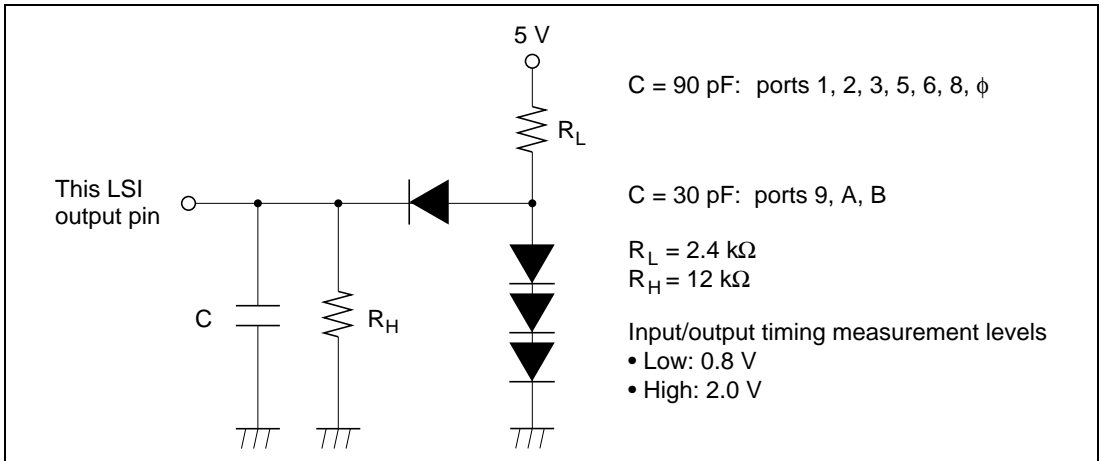 5 V
C = 90 pF: ports 1, 2, 3, 5, 6, 8, ϕ
R_L
This LSI
output pin
C = 30 pF: ports 9, A, B
R_L = 2.4 kΩ
R_H = 12 kΩ
C
R_H
Input/output timing measurement levels
• Low: 0.8 V
• High: 2.0 V